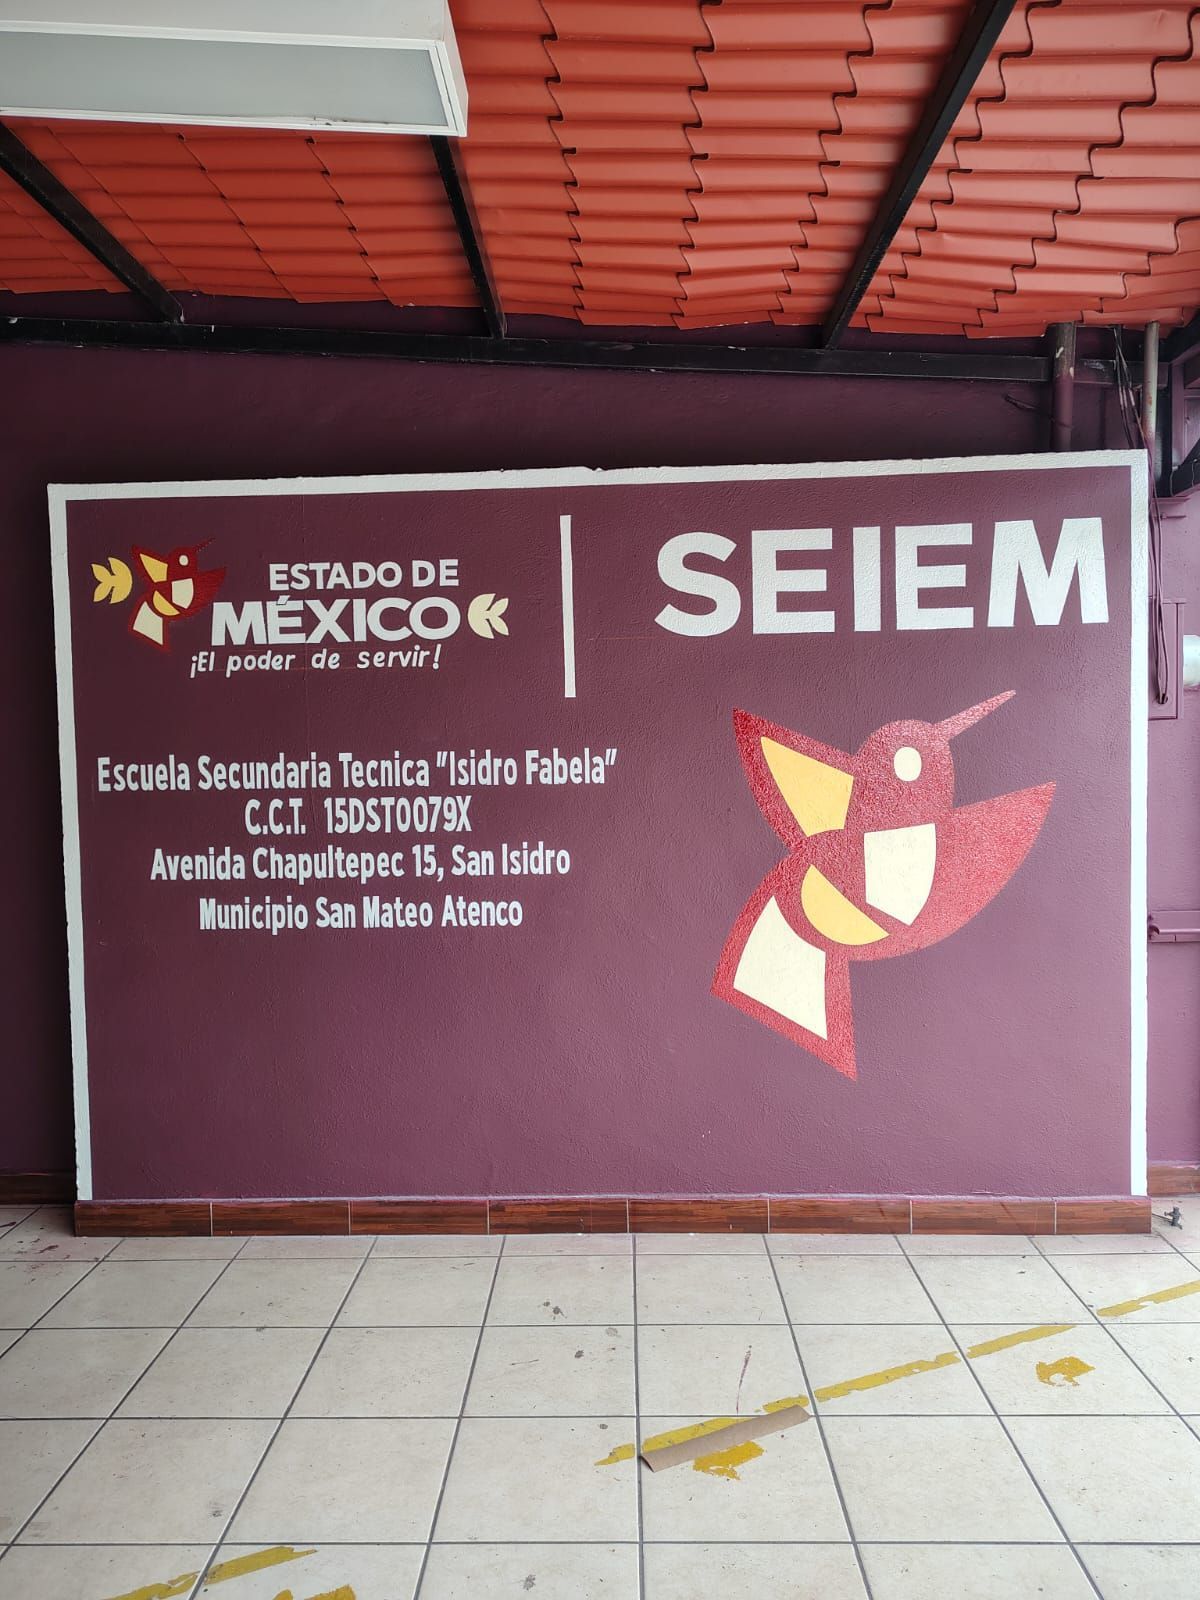 ESTADO DE
MÉXICO
¡El poder de servir!
SEIEM
Escuela Secundaria Tecnica "Isidro Fabela"
C.C.T. 15DST0079X
Avenida Chapultepec 15, San Isidro
Municipio San Mateo Atenco